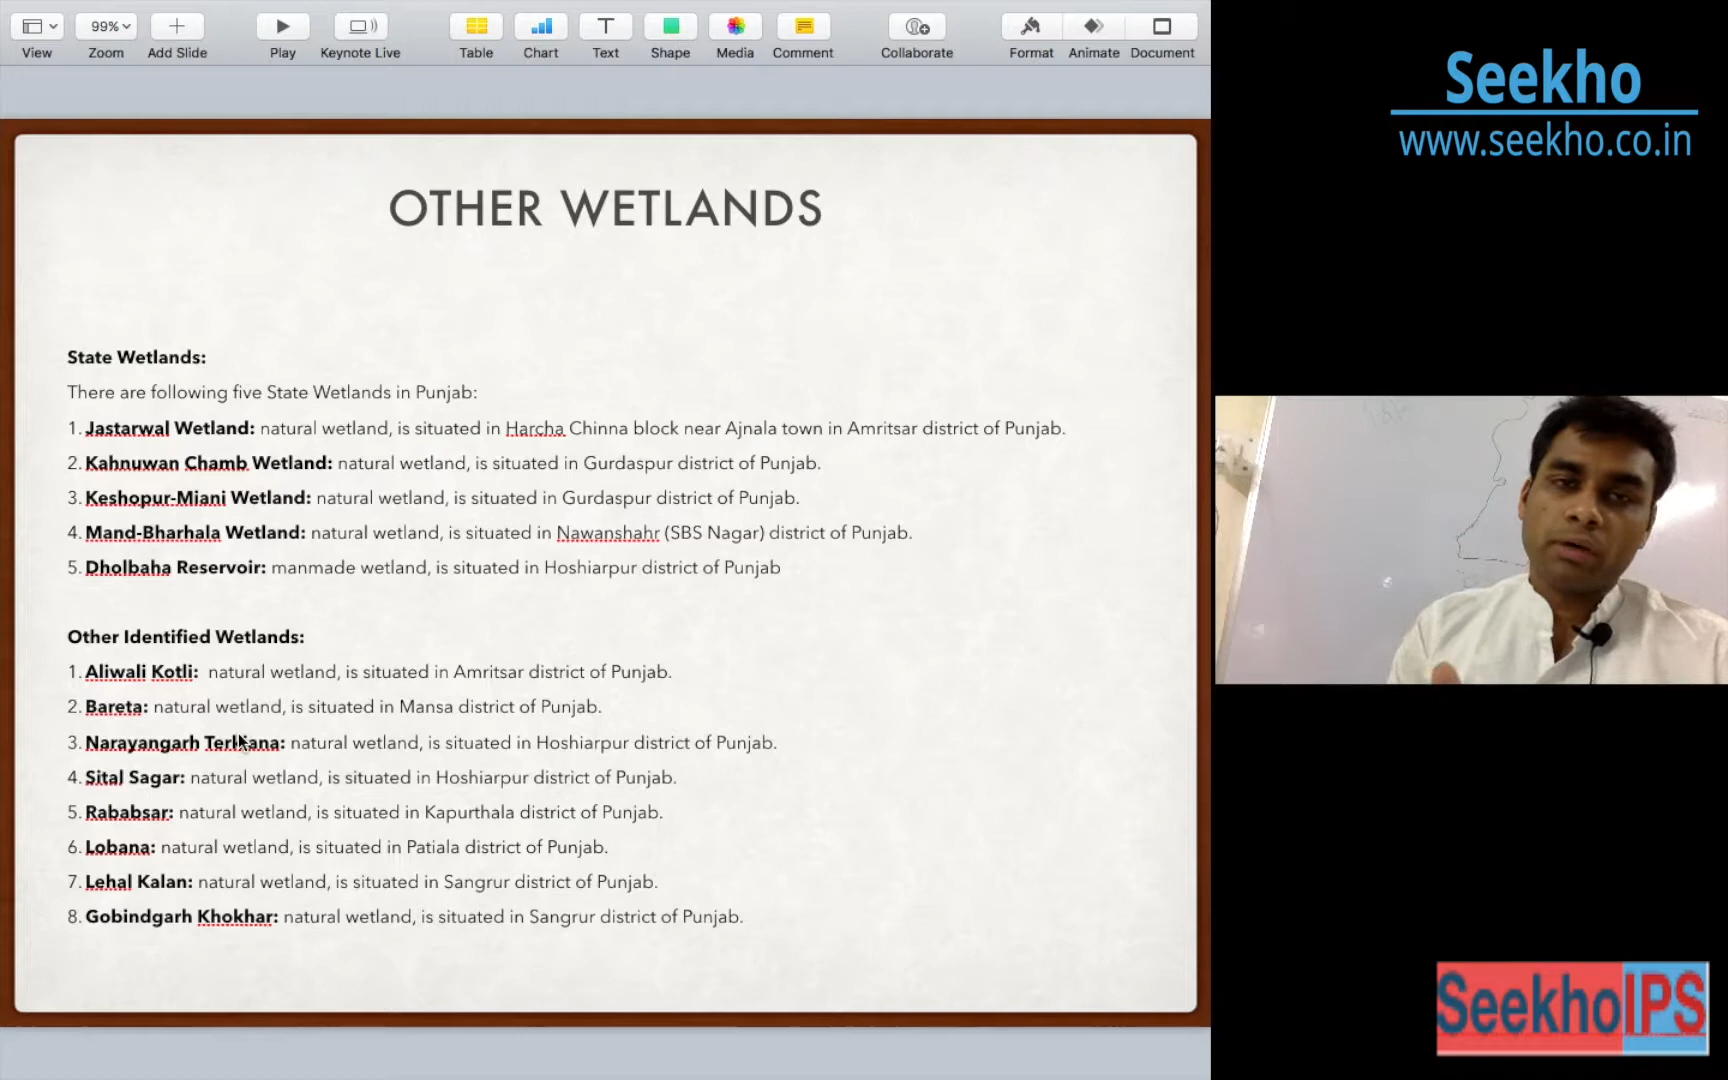 View
99%
Zoom
Add Slide
Play
Keynote Live
Table
Chart
Text
Shape
Media
Comment
Collaborate
Format
Animate
Document
Seekho
www.seekho.co.in
OTHER WETLANDS
State Wetlands:
There are following five State Wetlands in Punjab:
1. Jastarwal Wetland: natural wetland, is situated in Harcha Chinna block near Ajnala town in Amritsar district of Punjab.
2. Kahnuwan Chamb Wetland: natural wetland, is situated in Gurdaspur district of Punjab.
3. Keshopur-Miani Wetland: natural wetland, is situated in Gurdaspur district of Punjab.
4. Mand-Bharhala Wetland: natural wetland, is situated in Nawanshahr (SBS Nagar) district of Punjab.
5. Dholbaha Reservoir: manmade wetland, is situated in Hoshiarpur district of Punjab
Other Identified Wetlands:
1. Aliwali Kotli: natural wetland, is situated in Amritsar district of Punjab.
2. Bareta: natural wetland, is situated in Mansa district of Punjab.
3. Narayangarh Terkiana: natural wetland, is situated in Hoshiarpur district of Punjab.
4. Sital Sagar: natural wetland, is situated in Hoshiarpur district of Punjab.
5. Rababsar: natural wetland, is situated in Kapurthala district of Punjab.
6. Lobana: natural wetland, is situated in Patiala district of Punjab.
7. Lehal Kalan: natural wetland, is situated in Sangrur district of Punjab.
8. Gobindgarh Khokhar: natural wetland, is situated in Sangrur district of Punjab.
SeekhoIPS